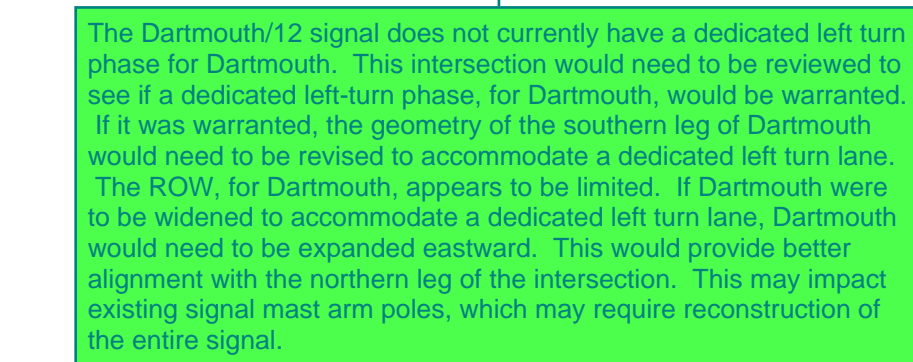 The Dartmouth/12 signal does not currently have a dedicated left turn
phase for Dartmouth.  This intersection would need to be reviewed to
see if a dedicated left-turn phase, for Dartmouth, would be warranted.
If it was warranted, the geometry of the southern leg of Dartmouth
would need to be revised to accommodate a dedicated left turn lane.
The ROW, for Dartmouth, appears to be limited.  If Dartmouth were
to be widened to accommodate a dedicated left turn lane, Dartmouth
would need to be expanded eastward.  This would provide better
alignment with the northern leg of the intersection.  This may impact
existing signal mast arm poles, which may require reconstruction of
the entire signal.